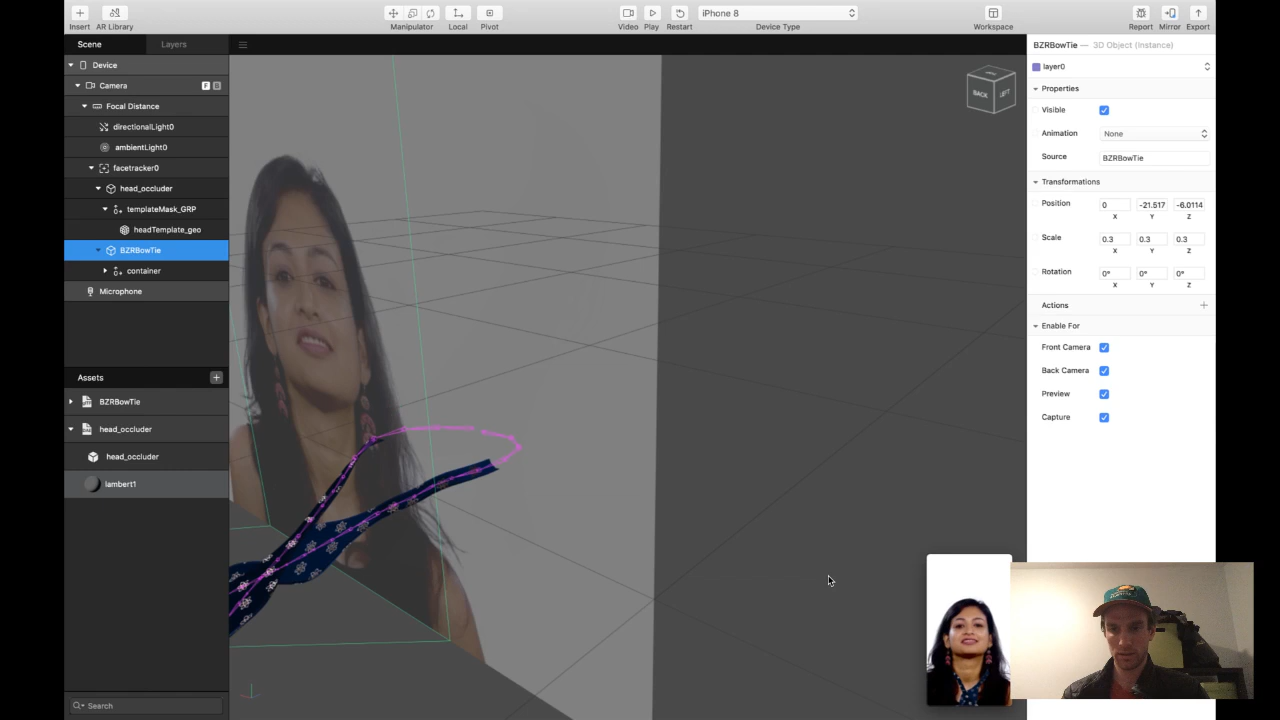 Insert AR Library Manipulator Local Pivot Video Play Restart iPhone 8 Device Type Workspace Report Mirror Export
Scene Layers
Device
Camera F B
Focal Distance
directionalLight0
ambientLight0
facetracker0
head_occluder
templateMask_GRP
headTemplate_geo
BZRBowTie
container
Microphone
Assets
BZRBowTie
head_occluder
head_occluder
lambert1
Search
BACK LEFT
BZRBowTie — 3D Object (Instance)
layer0
Properties
Visible
Animation None
Source BZRBowTie
Transformations
Position 0 -21.517 -6.0114
X Y Z
Scale 0.3 0.3 0.3
X Y Z
Rotation 0° 0° 0°
X Y Z
Actions
Enable For
Front Camera
Back Camera
Preview
Capture